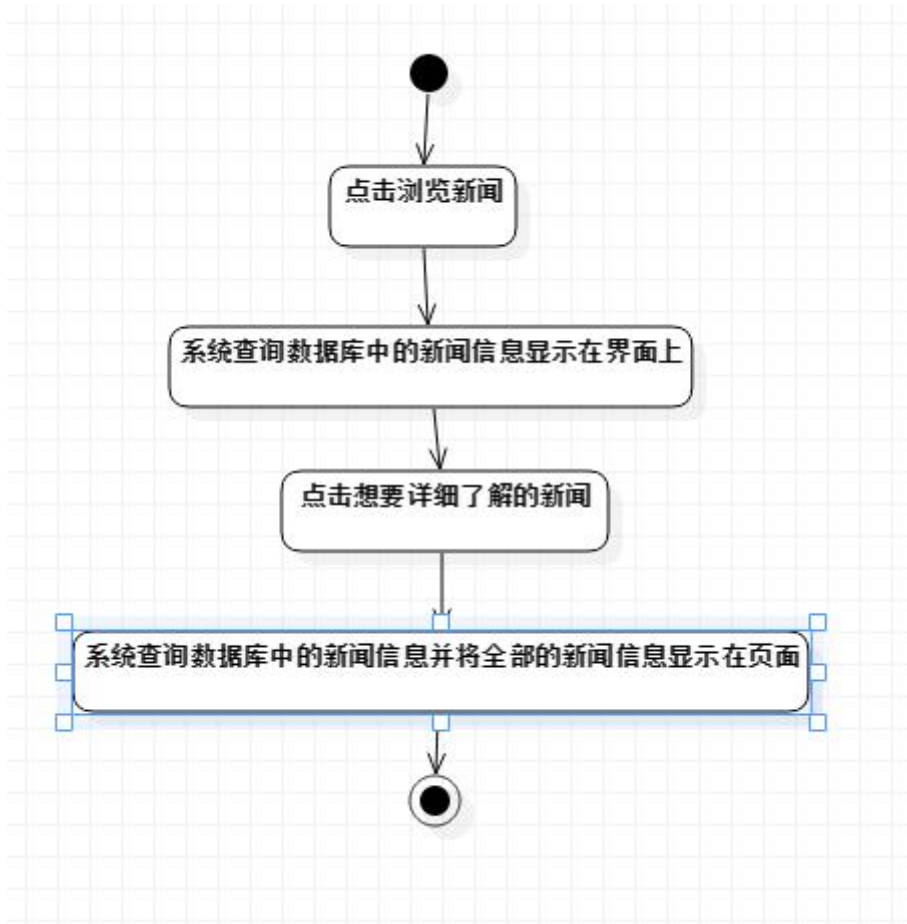 点击浏览新闻
系统查询数据库中的新闻信息显示在界面上
点击想要详细了解的新闻
系统查询数据库中的新闻信息并将全部的新闻信息显示在页面